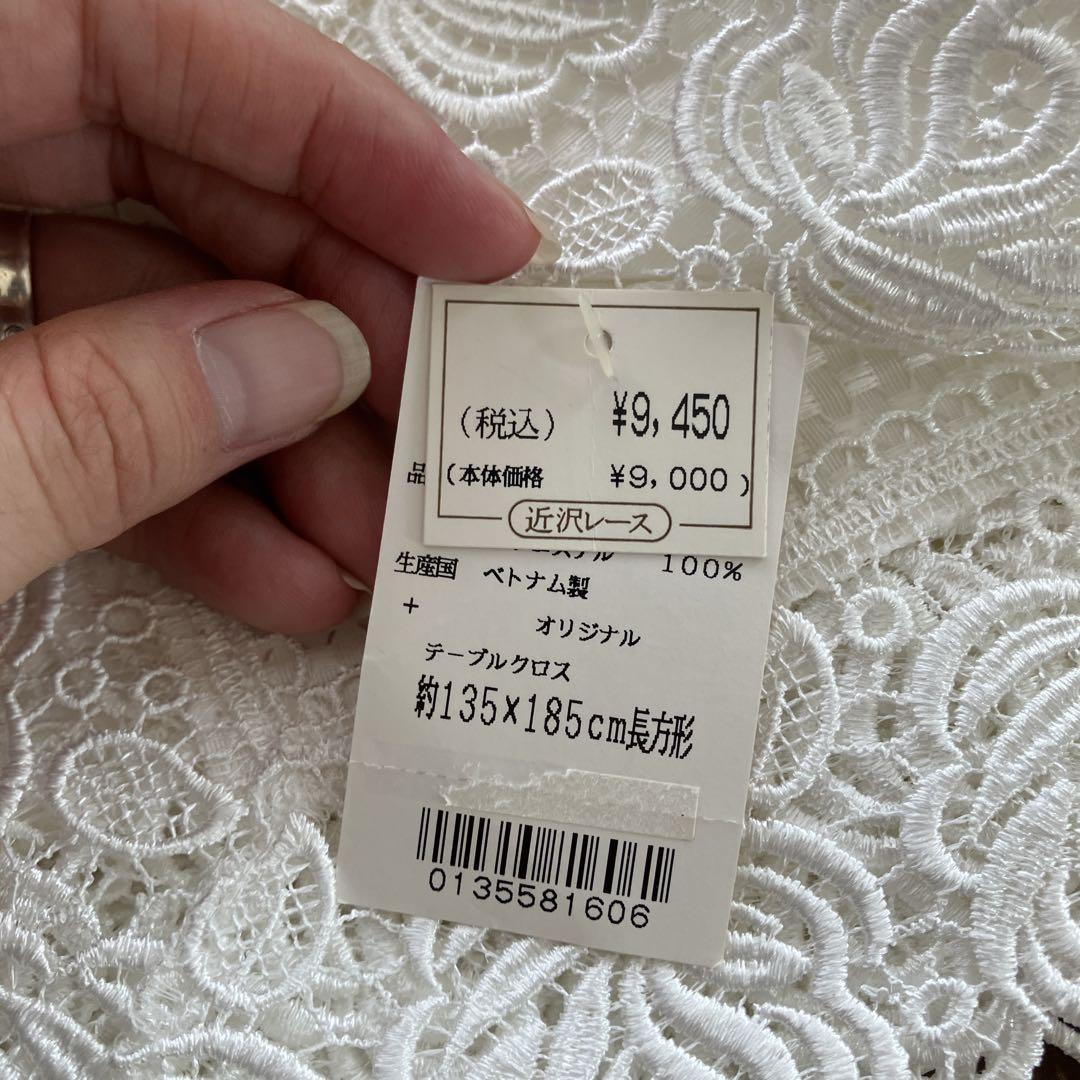 (税込) ¥9,450
(本体価格 ¥9,000)
近沢レース
品
100%
生産国 ベトナム製
+ オリジナル
テーブルクロス
約135×185cm長方形
0135581606